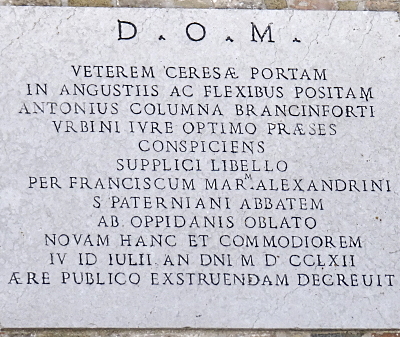 D. O. M.
VETEREM CERESÆ PORTAM
IN ANGUSTIIS AC FLEXIBUS POSITAM
ANTONIUS COLUMNA BRANCINFORTI
VRBINI IVRE OPTIMO PRÆSES
CONSPICIENS
SUPPLICI LIBELLO
PER FRANCISCUM MAR.M ALEXANDRINI
S PATERNIANI ABBATEM
AB OPPIDANIS OBLATO
NOVAM HANC ET COMMODIOREM
IV ID IULII AN DNI M D CCLXII
ÆRE PUBLICO EXSTRUENDAM DECREUIT